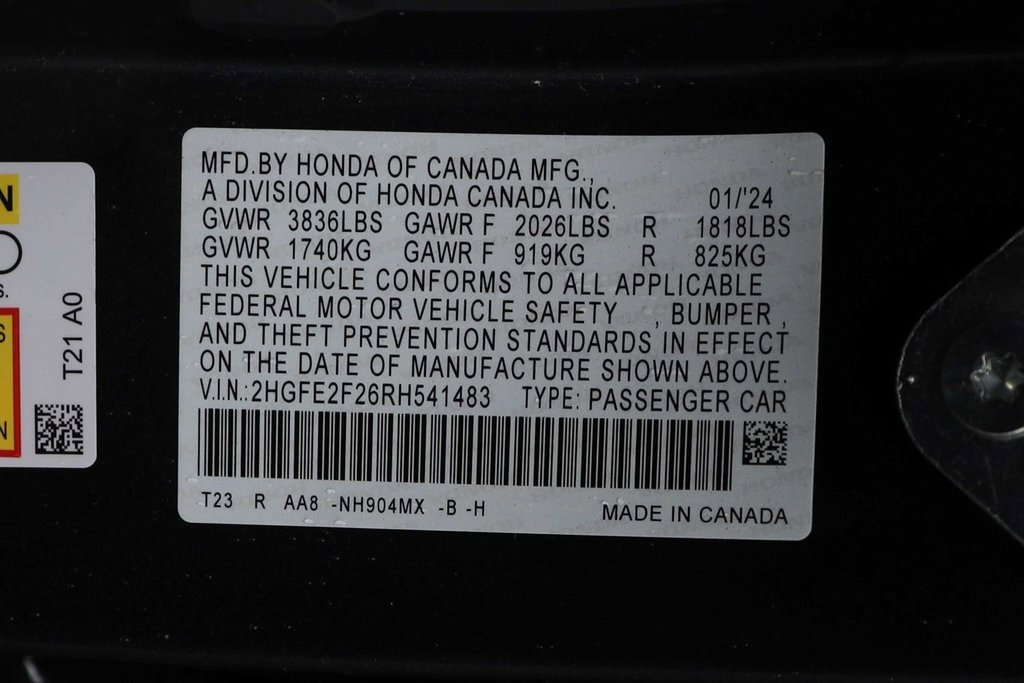 MFD.BY HONDA OF CANADA MFG.,
A DIVISION OF HONDA CANADA INC. 01/'24
GVWR 3836LBS GAWR F 2026LBS R 1818LBS
GVWR 1740KG GAWR F 919KG R 825KG
THIS VEHICLE CONFORMS TO ALL APPLICABLE
FEDERAL MOTOR VEHICLE SAFETY , BUMPER ,
AND THEFT PREVENTION STANDARDS IN EFFECT
ON THE DATE OF MANUFACTURE SHOWN ABOVE.
V.I.N.:2HGFE2F26RH541483 TYPE: PASSENGER CAR
T23 R AA8 -NH904MX -B -H MADE IN CANADA
T21 A0